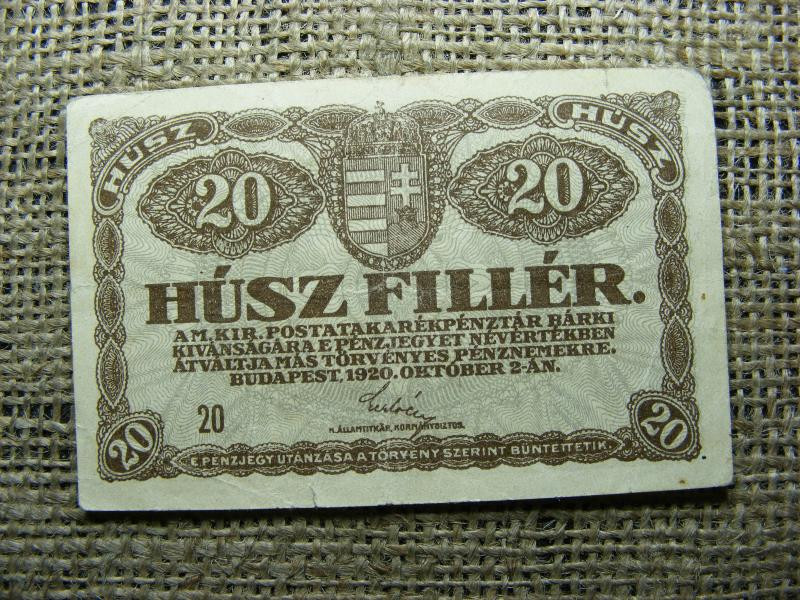 HÚSZ HÚSZ
20 20
HÚSZ FILLÉR.
A M. KIR. POSTATAKARÉKPÉNZTÁR BÁRKI
KIVÁNSÁGÁRA E PÉNZJEGYET NÉVÉRTÉKBEN
ÁTVÁLTJA MÁS TÖRVÉNYES PÉNZNEMEKRE.
BUDAPEST, 1920. OKTÓBER 2-ÁN.
20
H. ÁLLAMTITKÁR, KORMÁNYBIZTOS.
20 20
E PÉNZJEGY UTÁNZÁSA A TÖRVÉNY SZERINT BÜNTETTETIK.